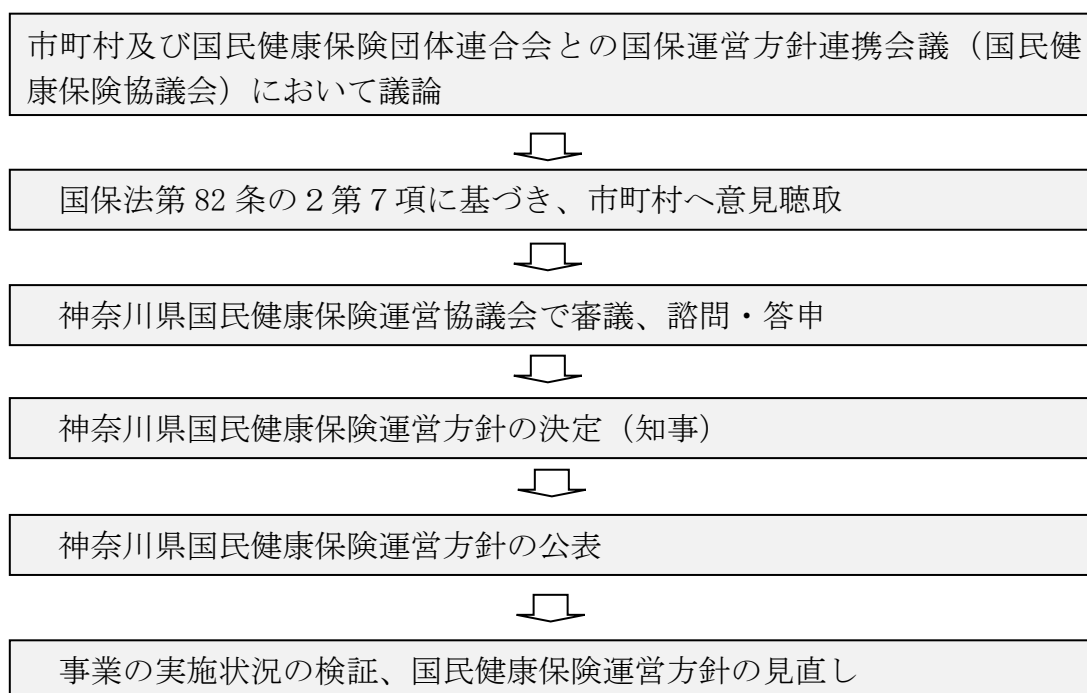 市町村及び国民健康保険団体連合会との国保運営方針連携会議（国民健
康保険協議会）において議論
国保法第 82 条の２第７項に基づき、市町村へ意見聴取
神奈川県国民健康保険運営協議会で審議、諮問・答申
神奈川県国民健康保険運営方針の決定（知事）
神奈川県国民健康保険運営方針の公表
事業の実施状況の検証、国民健康保険運営方針の見直し